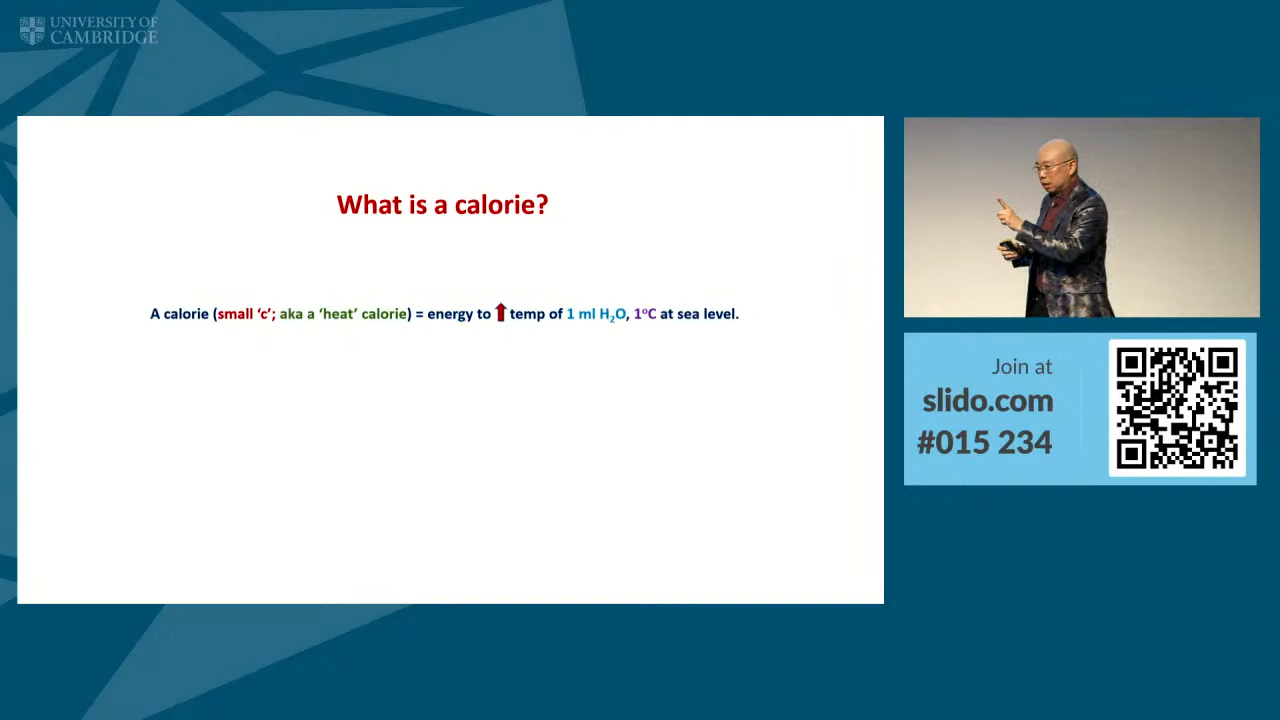 UNIVERSITY OF
CAMBRIDGE
What is a calorie?
A calorie (small ‘c’; aka a ‘heat’ calorie) = energy to ⬆ temp of 1 ml H₂O, 1°C at sea level.
Join at
slido.com
#015 234